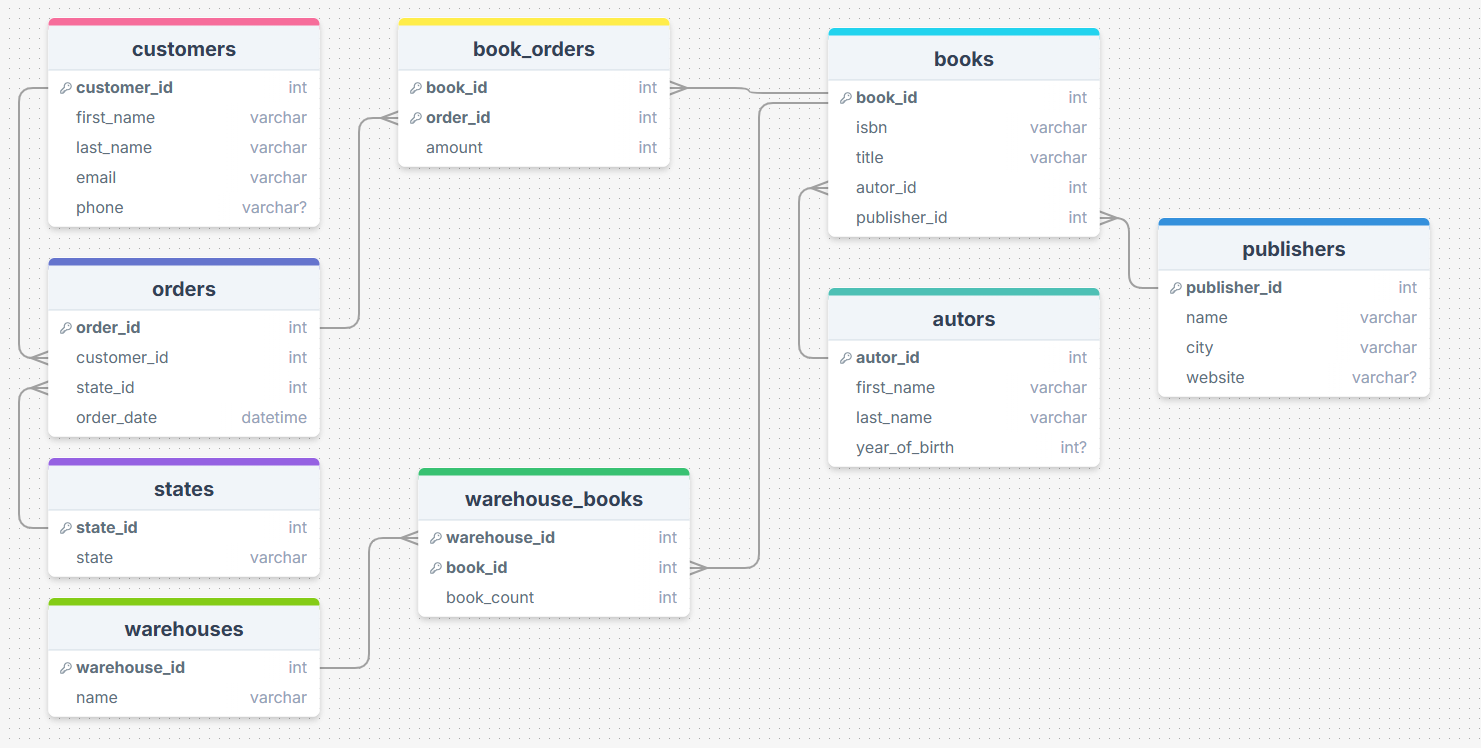 customers
customer_id int
first_name varchar
last_name varchar
email varchar
phone varchar?
orders
order_id int
customer_id int
state_id int
order_date datetime
states
state_id int
state varchar
warehouses
warehouse_id int
name varchar
book_orders
book_id int
order_id int
amount int
warehouse_books
warehouse_id int
book_id int
book_count int
books
book_id int
isbn varchar
title varchar
autor_id int
publisher_id int
autors
autor_id int
first_name varchar
last_name varchar
year_of_birth int?
publishers
publisher_id int
name varchar
city varchar
website varchar?